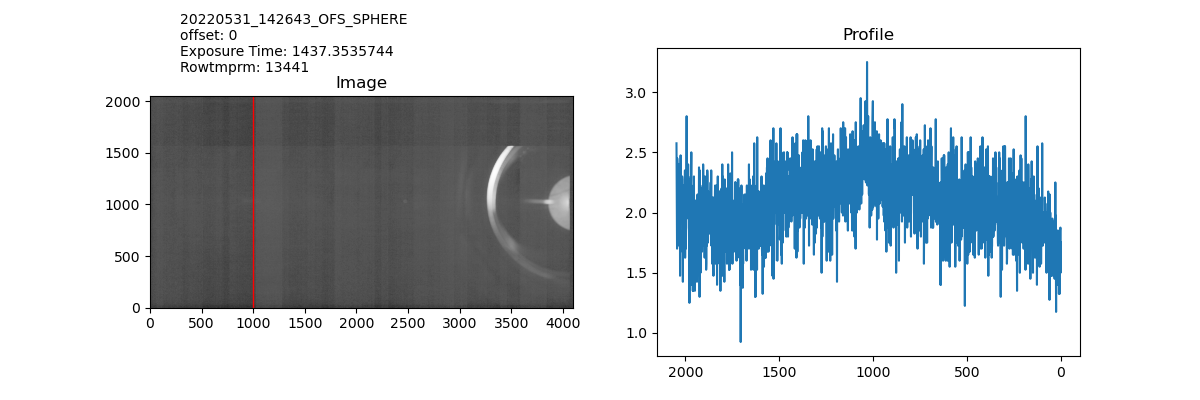 20220531_142643_OFS_SPHERE
offset: 0
Exposure Time: 1437.3535744
Rowtmprm: 13441
Image
2000
1500
1000
500
0
0 500 1000 1500 2000 2500 3000 3500 4000
Profile
3.0
2.5
2.0
1.5
1.0
2000 1500 1000 500 0